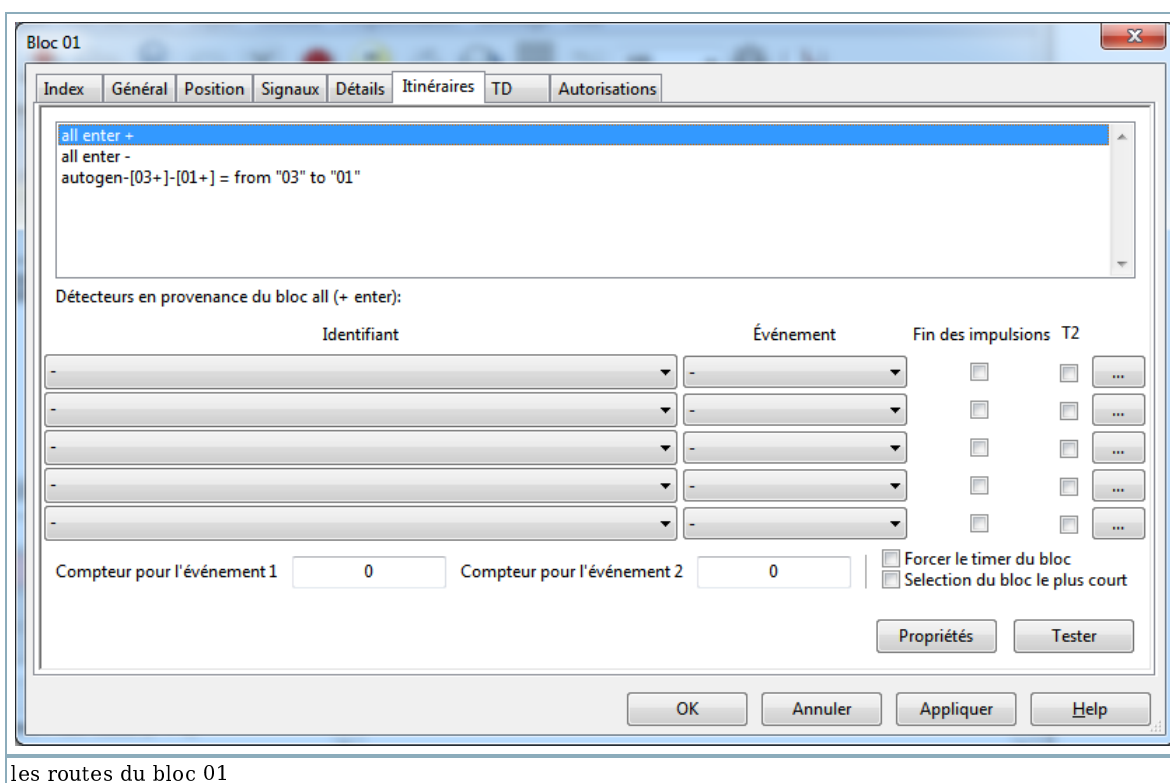 Bloc 01
Index Général Position Signaux Détails Itinéraires TD Autorisations
all enter +
all enter -
autogen-[03+]-[01+] = from "03" to "01"
Détecteurs en provenance du bloc all (+ enter):
Identifiant Événement Fin des impulsions T2
- - ...
- - ...
- - ...
- - ...
- - ...
Compteur pour l'événement 1 0 Compteur pour l'événement 2 0
Forcer le timer du bloc
Selection du bloc le plus court
Propriétés Tester
OK Annuler Appliquer Help
les routes du bloc 01